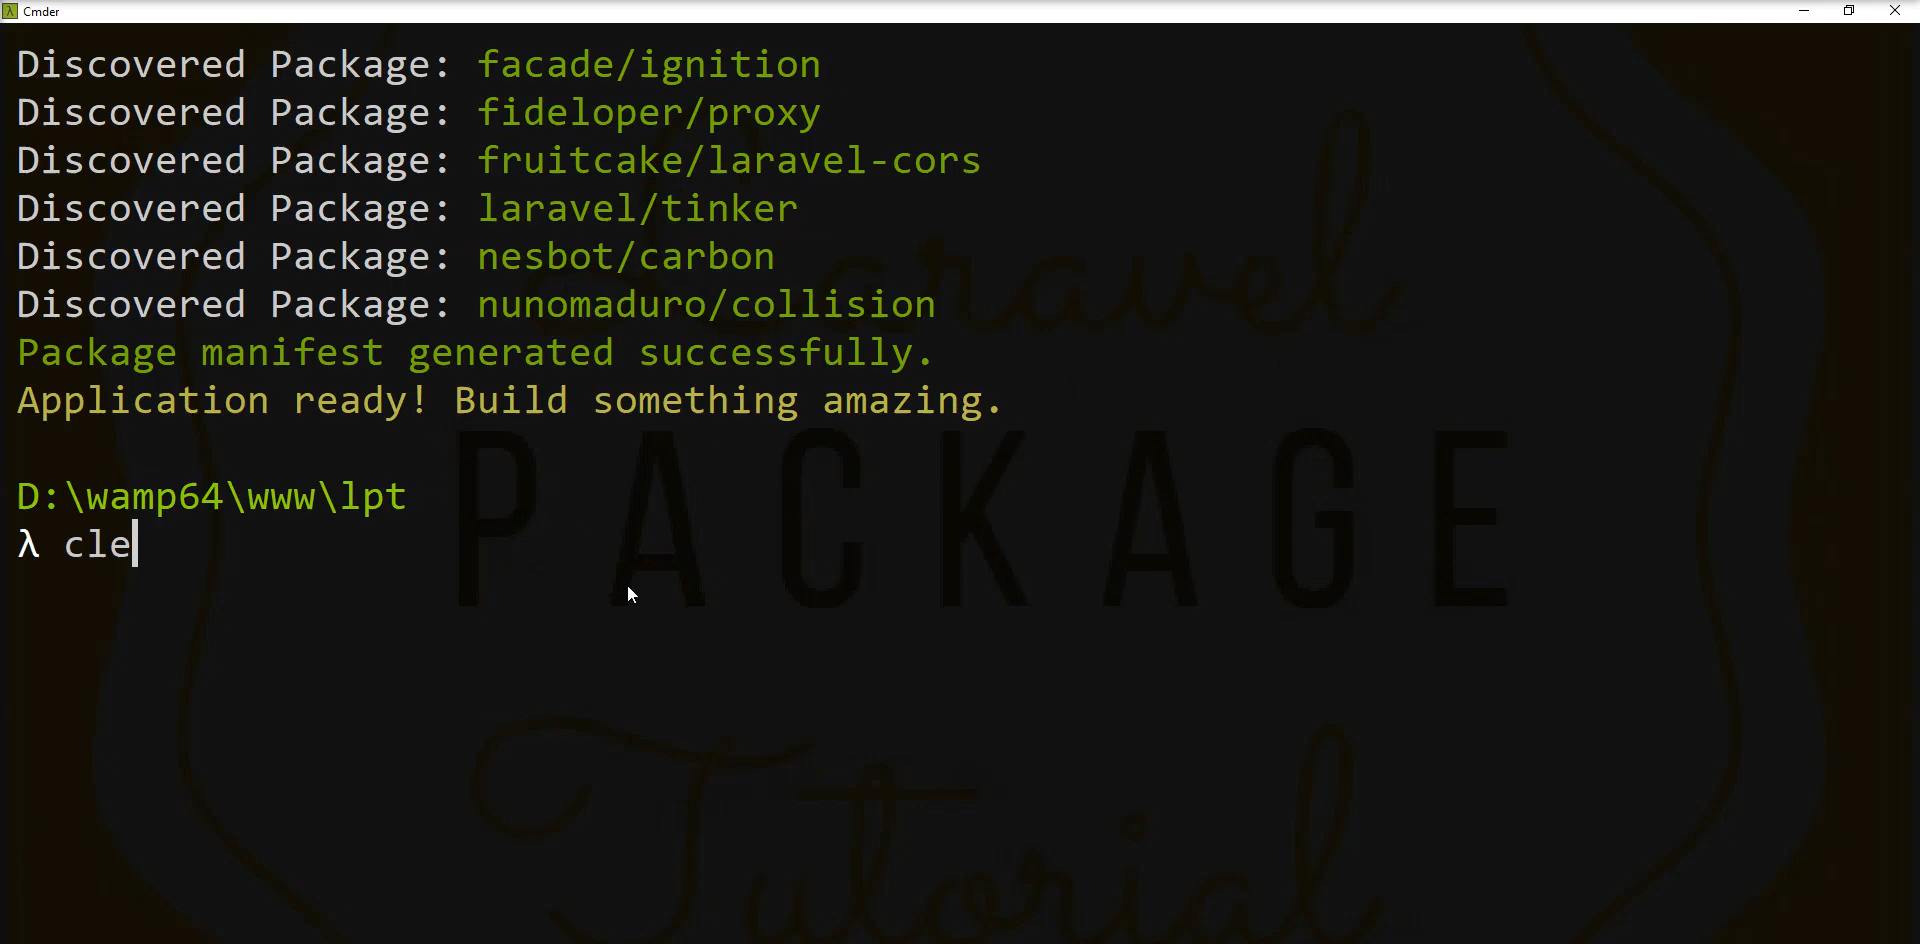 Cmder
Discovered Package: facade/ignition
Discovered Package: fideloper/proxy
Discovered Package: fruitcake/laravel-cors
Discovered Package: laravel/tinker
Discovered Package: nesbot/carbon
Discovered Package: nunomaduro/collision
Package manifest generated successfully.
Application ready! Build something amazing.
D:\wamp64\www\lpt
λ cle
Laravel
PACKAGE
Tutorial